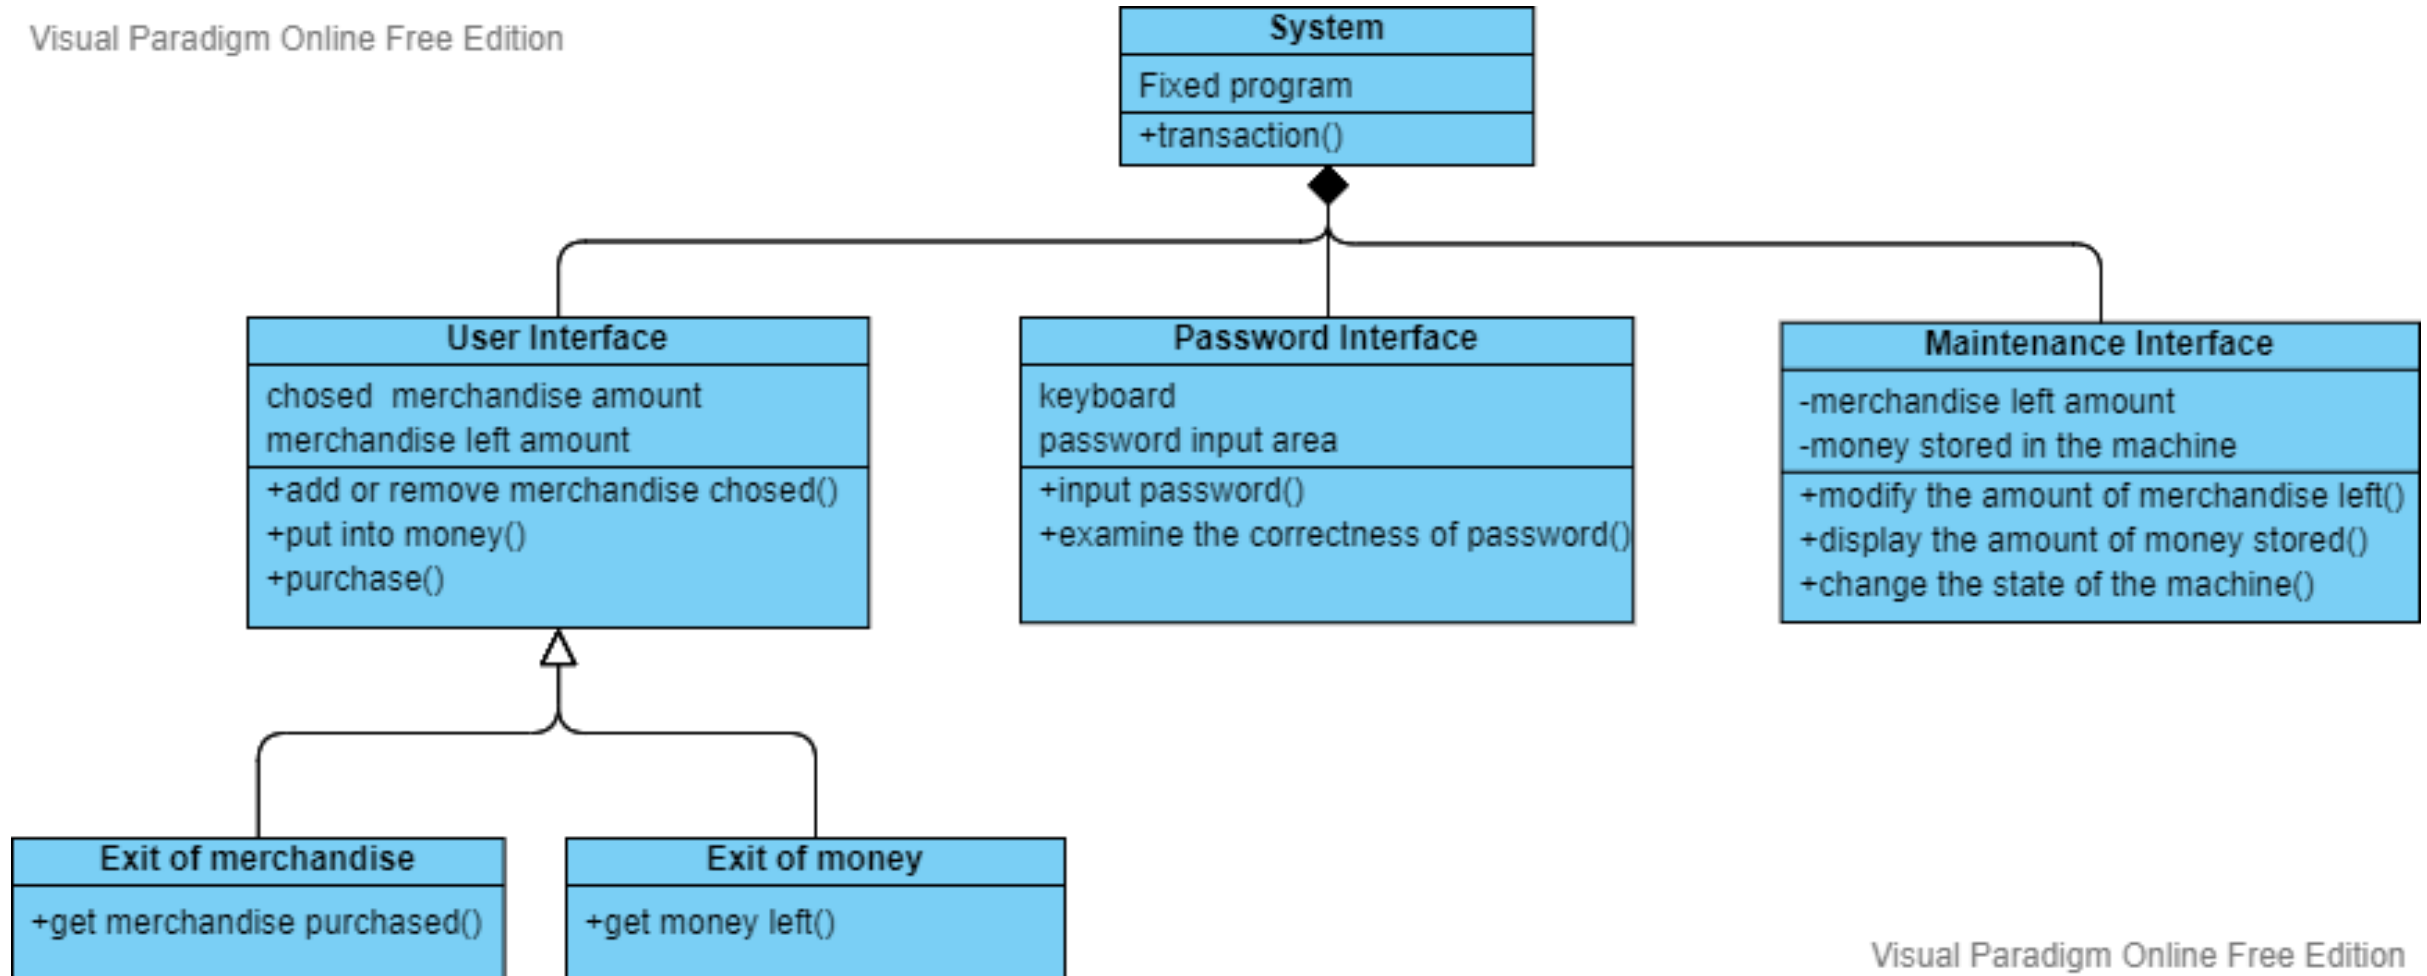 Visual Paradigm Online Free Edition
System
Fixed program
+transaction()
User Interface
chosed  merchandise amount
merchandise left amount
+add or remove merchandise chosed()
+put into money()
+purchase()
Password Interface
keyboard
password input area
+input password()
+examine the correctness of password()
Maintenance Interface
-merchandise left amount
-money stored in the machine
+modify the amount of merchandise left()
+display the amount of money stored()
+change the state of the machine()
Exit of merchandise
+get merchandise purchased()
Exit of money
+get money left()
Visual Paradigm Online Free Edition